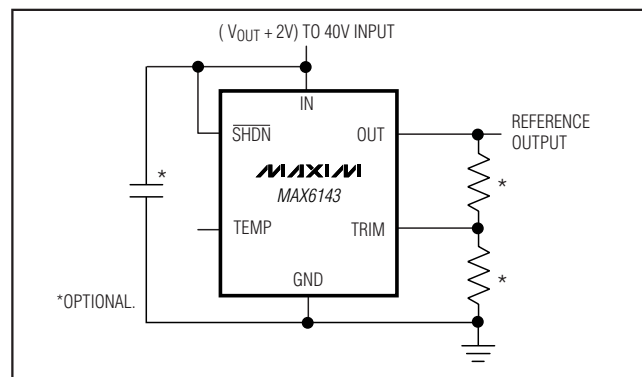 ( VOUT + 2V) TO 40V INPUT
IN
SHDN
OUT
REFERENCE
OUTPUT
*
MAXIM
MAX6143
*
TEMP
TRIM
*
GND
*OPTIONAL.